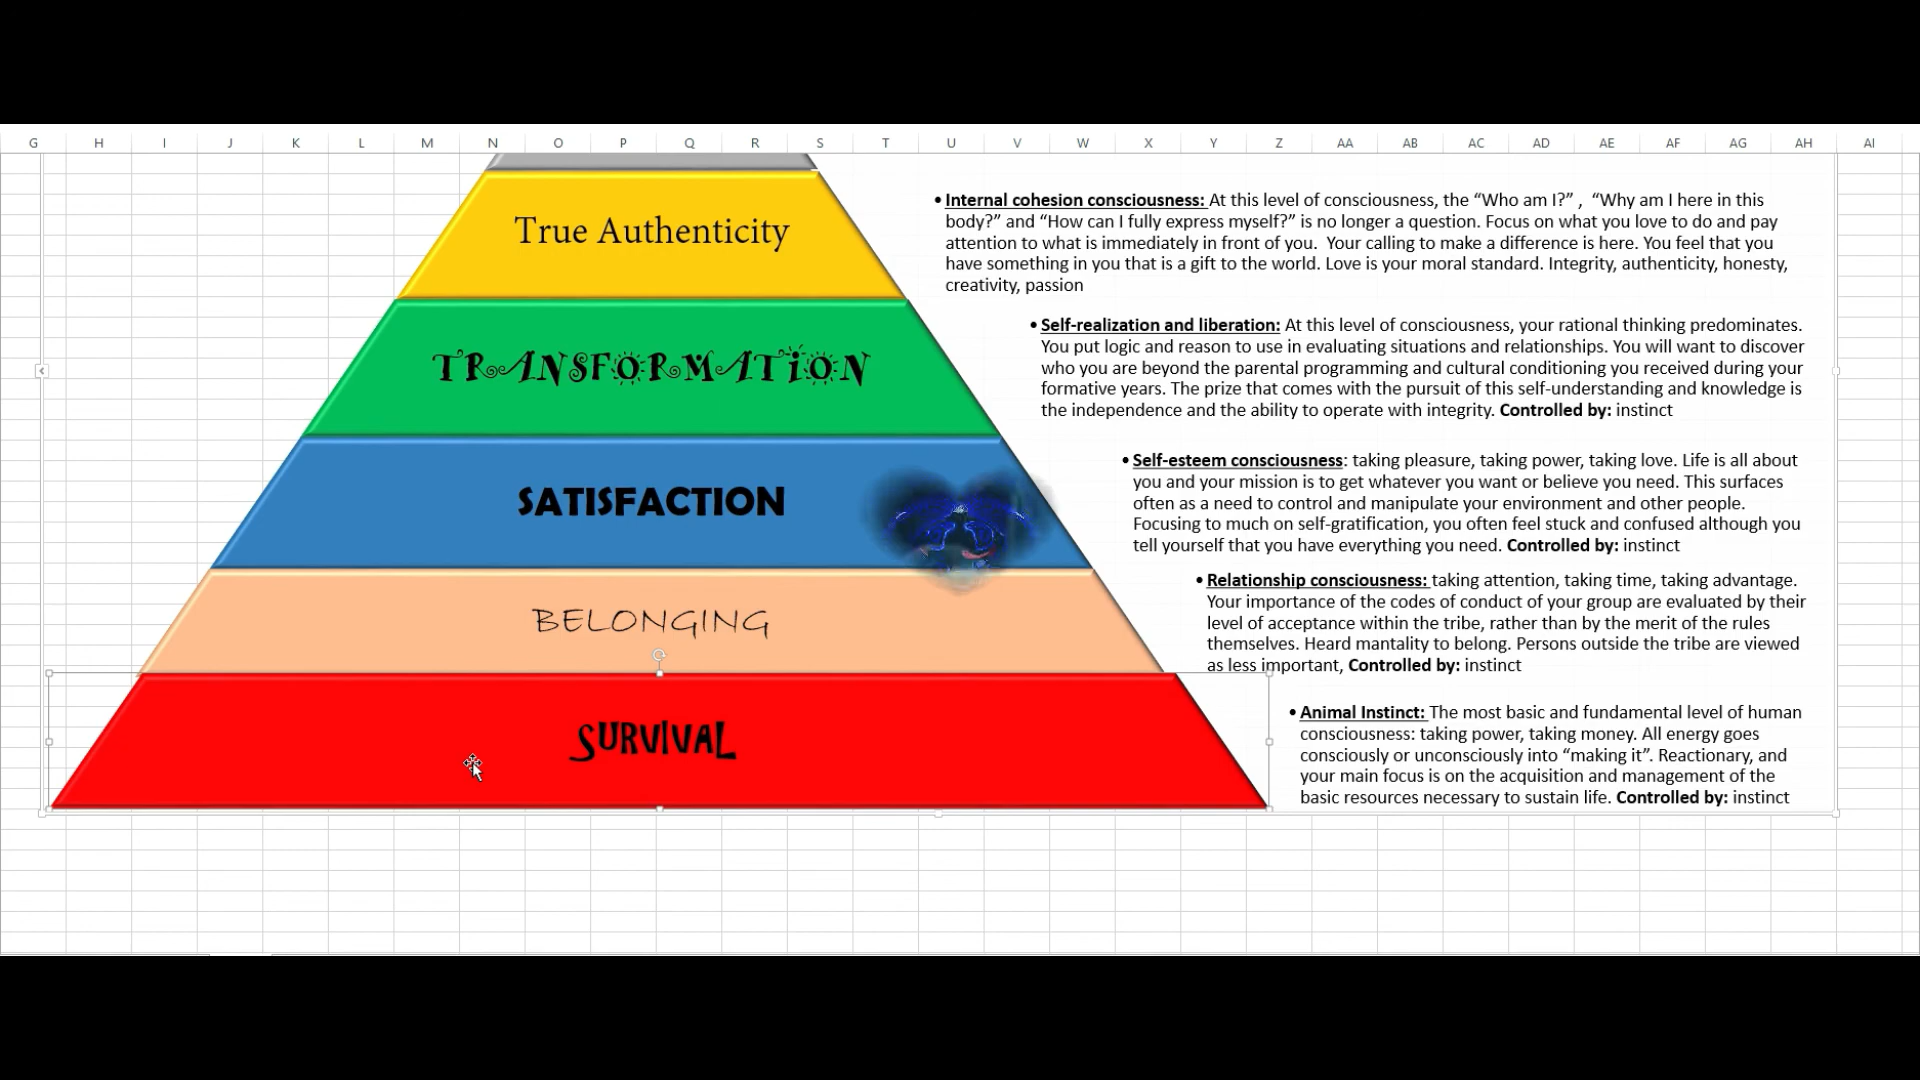 G H I J K L M N O P Q R S T U V W X Y Z AA AB AC AD AE AF AG AH AI
True Authenticity
TRANSFORMATION
SATISFACTION
BELONGING
SURVIVAL
• Internal cohesion consciousness: At this level of consciousness, the “Who am I?” , “Why am I here in this
body?” and “How can I fully express myself?” is no longer a question. Focus on what you love to do and pay
attention to what is immediately in front of you. Your calling to make a difference is here. You feel that you
have something in you that is a gift to the world. Love is your moral standard. Integrity, authenticity, honesty,
creativity, passion
• Self-realization and liberation: At this level of consciousness, your rational thinking predominates.
You put logic and reason to use in evaluating situations and relationships. You will want to discover
who you are beyond the parental programming and cultural conditioning you received during your
formative years. The prize that comes with the pursuit of this self-understanding and knowledge is
the independence and the ability to operate with integrity. Controlled by: instinct
• Self-esteem consciousness: taking pleasure, taking power, taking love. Life is all about
you and your mission is to get whatever you want or believe you need. This surfaces
often as a need to control and manipulate your environment and other people.
Focusing to much on self-gratification, you often feel stuck and confused although you
tell yourself that you have everything you need. Controlled by: instinct
• Relationship consciousness: taking attention, taking time, taking advantage.
Your importance of the codes of conduct of your group are evaluated by their
level of acceptance within the tribe, rather than by the merit of the rules
themselves. Heard mantality to belong. Persons outside the tribe are viewed
as less important, Controlled by: instinct
• Animal Instinct: The most basic and fundamental level of human
consciousness: taking power, taking money. All energy goes
consciously or unconsciously into “making it”. Reactionary, and
your main focus is on the acquisition and management of the
basic resources necessary to sustain life. Controlled by: instinct